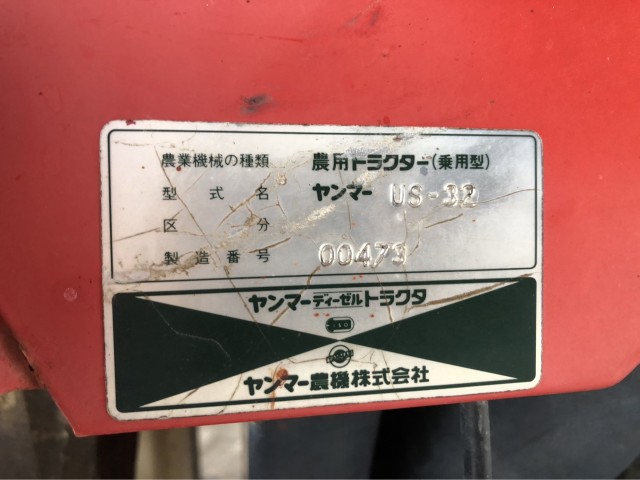 農業機械の種類 農用トラクター(乗用型)
型式名 ヤンマー US-32
区分
製造番号 00473
ヤンマーディーゼルトラクタ
ヤンマー農機株式会社